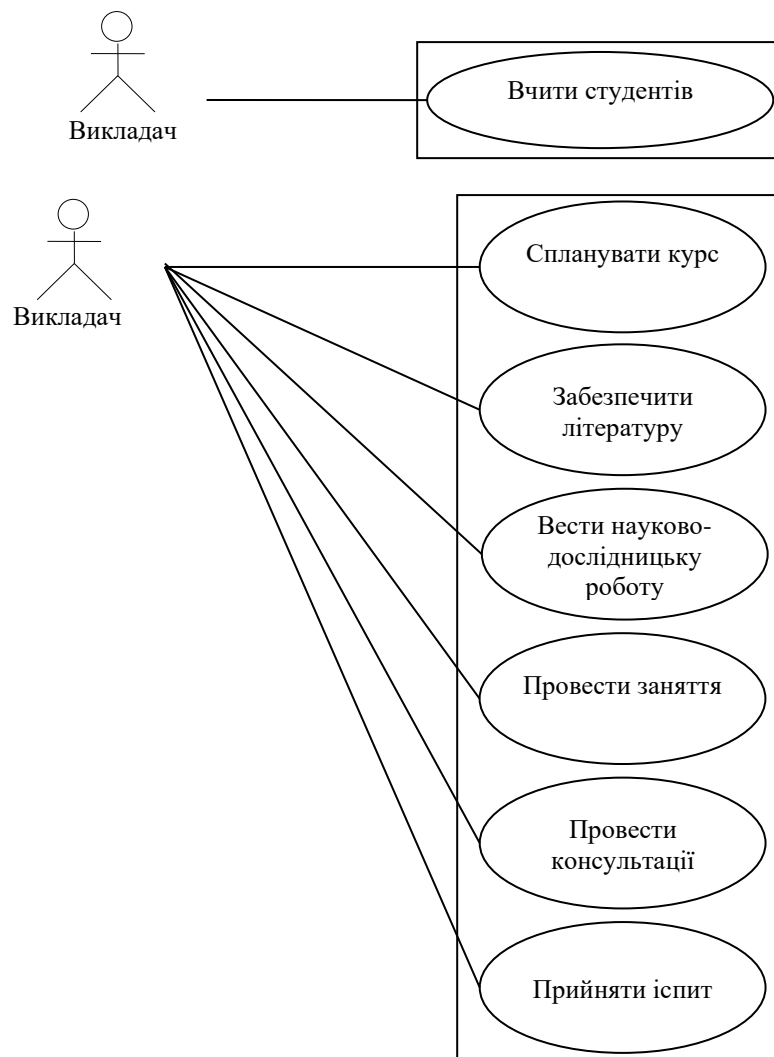 Вчити студентів
Викладач
Спланувати курс
Викладач
Забезпечити
літературу
Вести науково-
дослідницьку
роботу
Провести заняття
Провести
консультації
Прийняти іспит